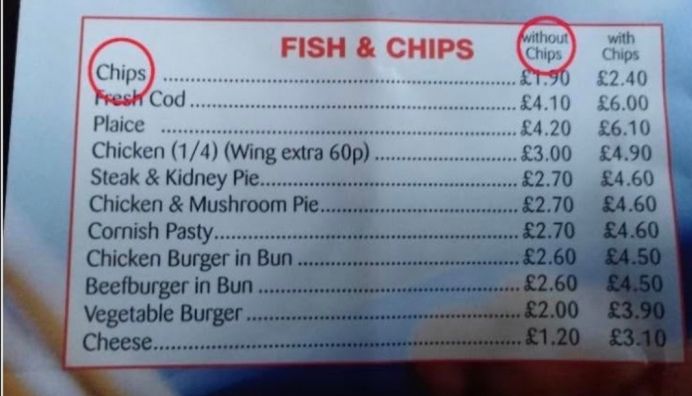 FISH & CHIPS without Chips with Chips
Chips £1.90 £2.40
Fresh Cod £4.10 £6.00
Plaice £4.20 £6.10
Chicken (1/4) (Wing extra 60p) £3.00 £4.90
Steak & Kidney Pie £2.70 £4.60
Chicken & Mushroom Pie £2.70 £4.60
Cornish Pasty £2.70 £4.60
Chicken Burger in Bun £2.60 £4.50
Beefburger in Bun £2.60 £4.50
Vegetable Burger £2.00 £3.90
Cheese £1.20 £3.10